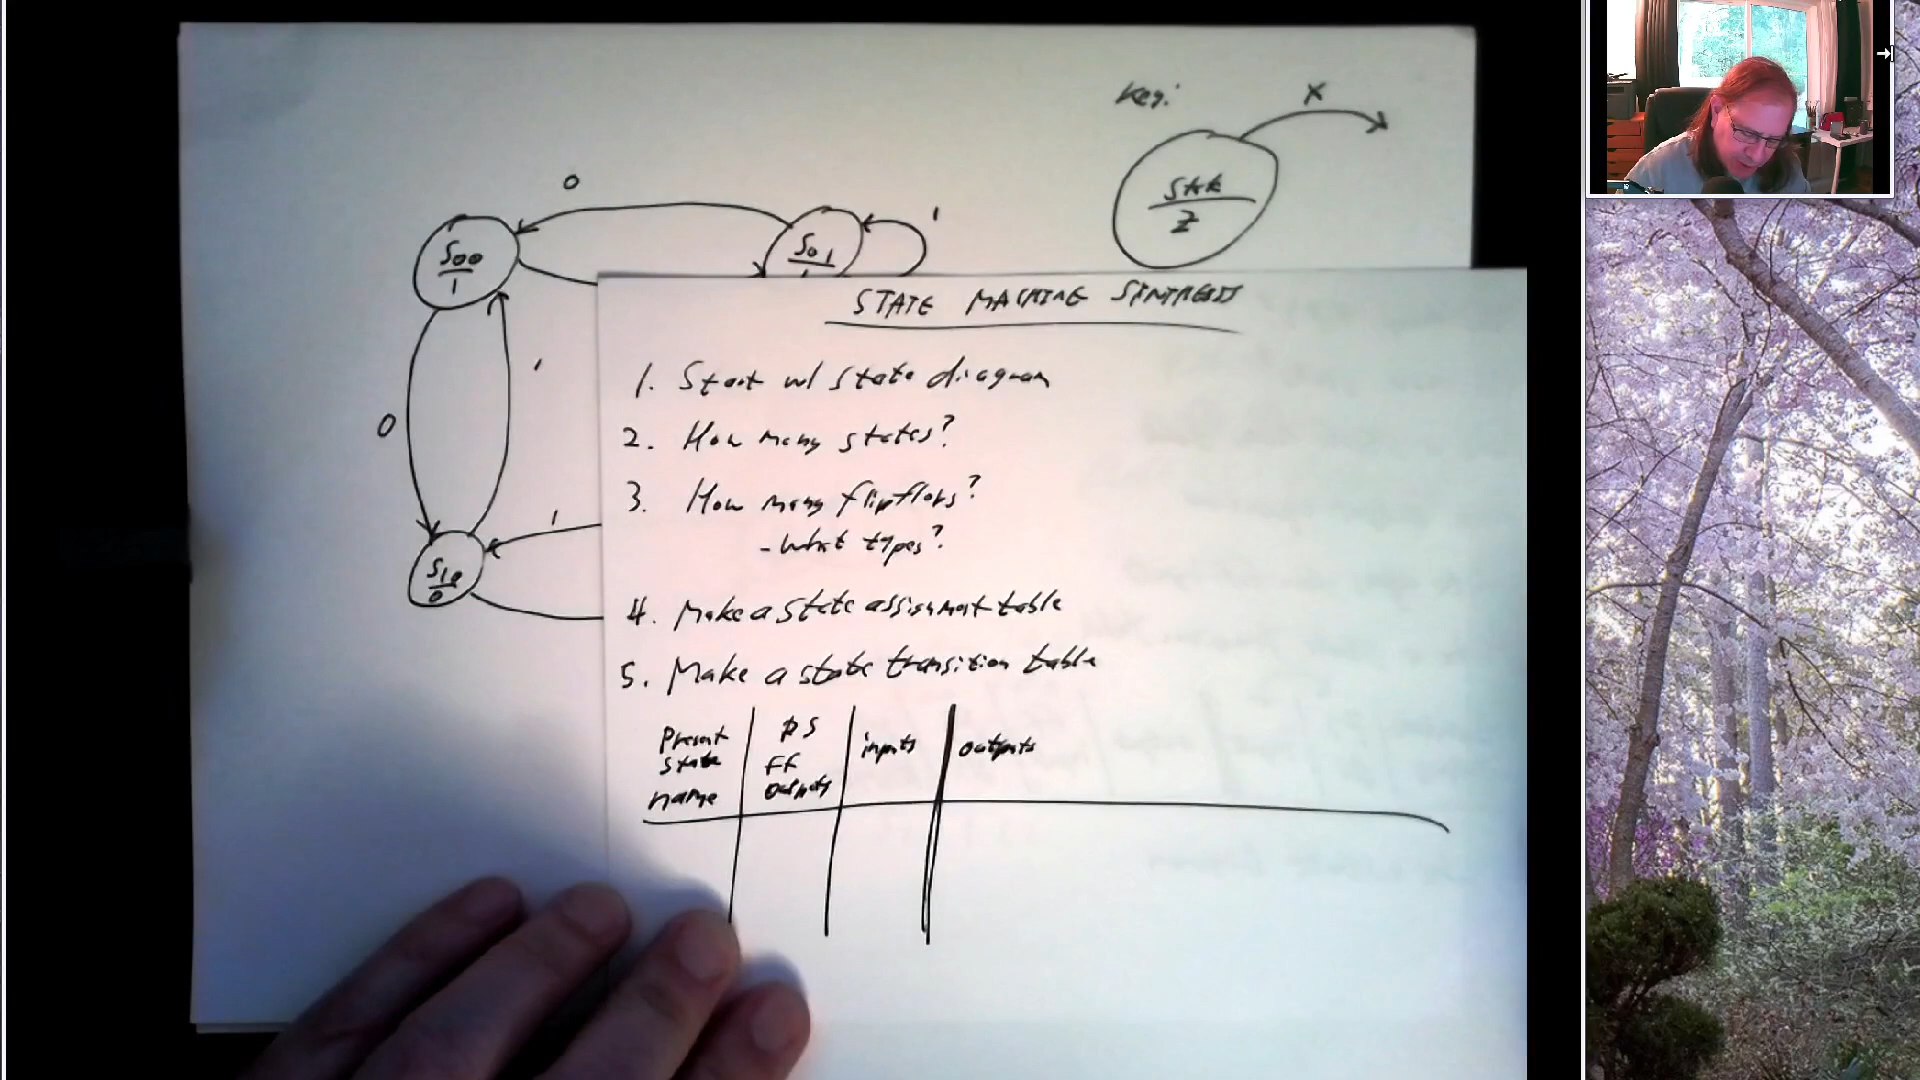 Key:
X
State
Z
0
S00
1
S01
1
0
1
1
S10
0
STATE MACHINE SYNTHESIS
1. Start w/ state diagram
2. How many states?
3. How many flipflops?
- What types?
4. Make a state assignment table
5. Make a state transition table
Present state name
PS FF outputs
inputs
outputs